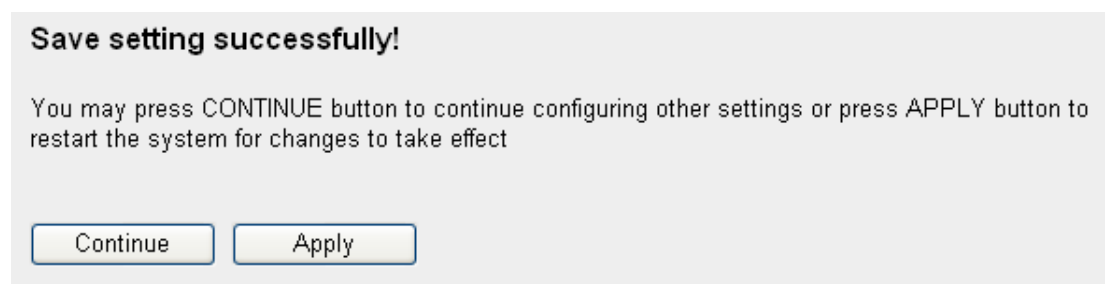 Save setting successfully!
You may press CONTINUE button to continue configuring other settings or press APPLY button to
restart the system for changes to take effect
Continue Apply